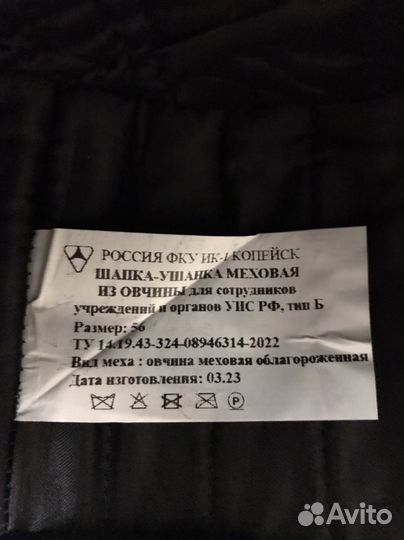 РОССИЯ ФКУ ИК-1 КОПЕЙСК
ШАПКА-УШАНКА МЕХОВАЯ
ИЗ ОВЧИНЫ для сотрудников
учреждений и органов УИС РФ, тип Б
Размер: 56
ТУ 14.19.43-324-08946314-2022
Вид меха : овчина меховая облагороженная
Дата изготовления: 03.23
P
Avito